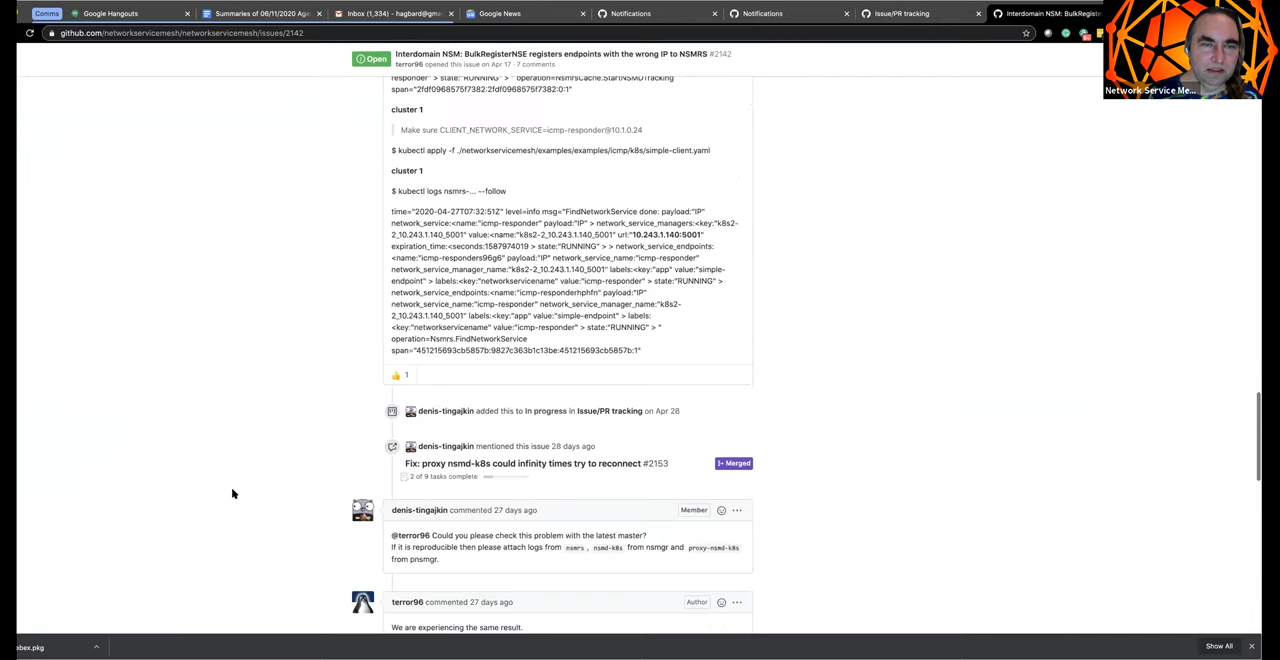 Comms
Google Hangouts
Summaries of 06/11/2020 Age
Inbox (1,334) - hagbard@gma
Google News
Notifications
Notifications
Issue/PR tracking
Interdomain NSM: BulkRegiste
github.com/networkservicemesh/networkservicemesh/issues/2142
Network Service Me...
Open
Interdomain NSM: BulkRegisterNSE registers endpoints with the wrong IP to NSMRS #2142
terror96 opened this issue on Apr 17 · 7 comments
responder" > state:"RUNNING" > " operation=NsmrsCache.StartNSMDTracking
span="2fdf0968575f7382:2fdf0968575f7382:0:1"
cluster 1
Make sure CLIENT_NETWORK_SERVICE=icmp-responder@10.1.0.24
$ kubectl apply -f ./networkservicemesh/examples/examples/icmp/k8s/simple-client.yaml
cluster 1
$ kubectl logs nsmrs-... --follow
time="2020-04-27T07:32:51Z" level=info msg="FindNetworkService done: payload:"IP"
network_service:<name:"icmp-responder" payload:"IP" > network_service_managers:<key:"k8s2-
2_10.243.1.140_5001" value:<name:"k8s2-2_10.243.1.140_5001" url:"10.243.1.140:5001"
expiration_time:<seconds:1587974019 > state:"RUNNING" > > network_service_endpoints:
<name:"icmp-responders96g6" payload:"IP" network_service_name:"icmp-responder"
network_service_manager_name:"k8s2-2_10.243.1.140_5001" labels:<key:"app" value:"simple-
endpoint" > labels:<key:"networkservicename" value:"icmp-responder" > state:"RUNNING" >
network_service_endpoints:<name:"icmp-responderhphfn" payload:"IP"
network_service_name:"icmp-responder" network_service_manager_name:"k8s2-
2_10.243.1.140_5001" labels:<key:"app" value:"simple-endpoint" > labels:
<key:"networkservicename" value:"icmp-responder" > state:"RUNNING" > "
operation=Nsmrs.FindNetworkService
span="451215693cb5857b:9827c363b1c13be:451215693cb5857b:1"
1
denis-tingajkin added this to In progress in Issue/PR tracking on Apr 28
denis-tingajkin mentioned this issue 28 days ago
Fix: proxy nsmd-k8s could infinity times try to reconnect #2153
Merged
2 of 9 tasks complete
denis-tingajkin commented 27 days ago
Member
@terror96 Could you please check this problem with the latest master?
If it is reproducible then please attach logs from nsmrs , nsmd-k8s from nsmgr and proxy-nsmd-k8s
from pnsmgr.
terror96 commented 27 days ago
Author
We are experiencing the same result.
ebex.pkg
Show All